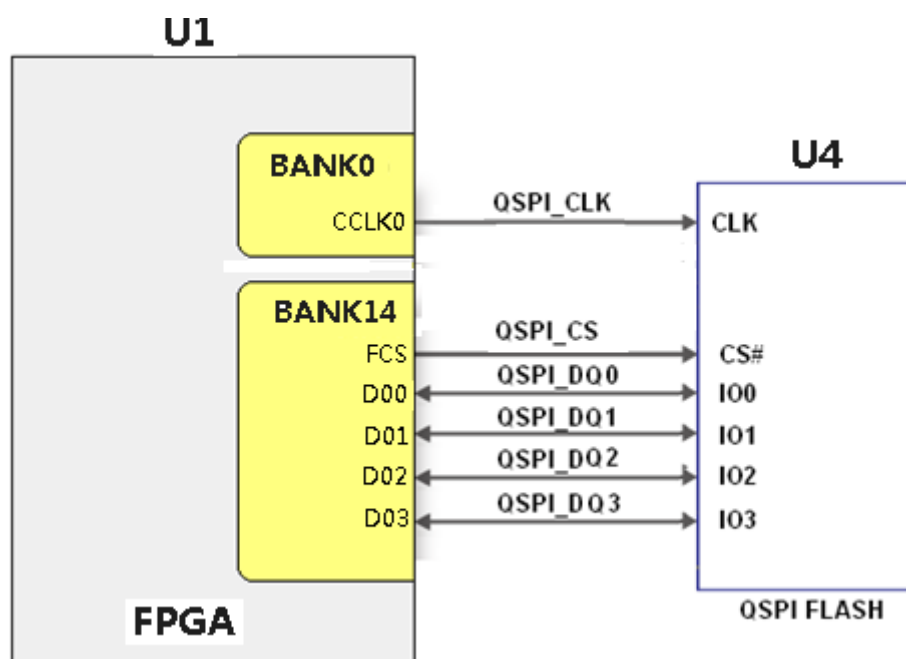 U1
U4
BANK0
CCLK0 QSPI_CLK CLK
BANK14
FCS QSPI_CS CS#
D00 QSPI_DQ0 IO0
D01 QSPI_DQ1 IO1
D02 QSPI_DQ2 IO2
D03 QSPI_DQ3 IO3
FPGA
QSPI FLASH